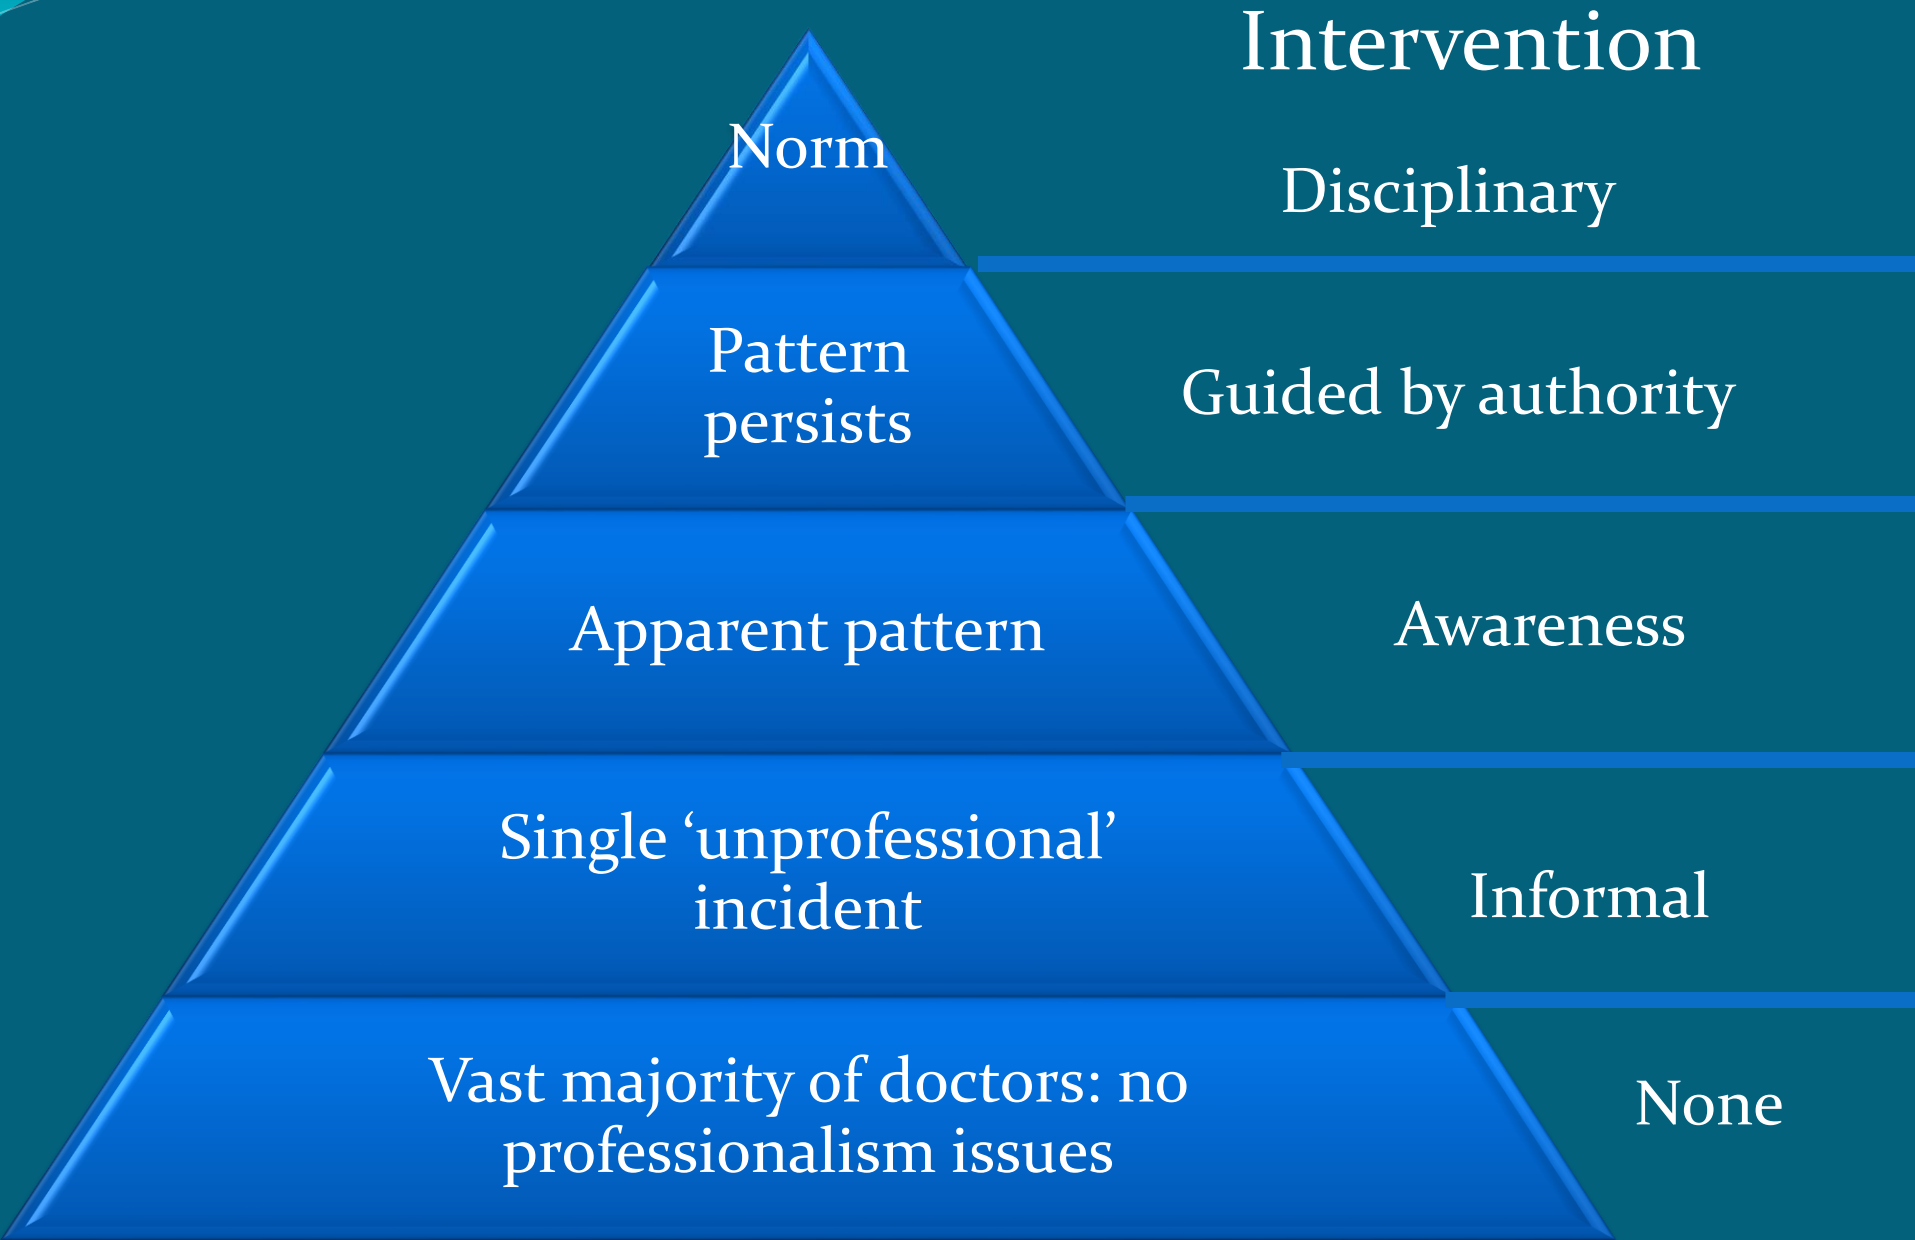 Intervention
Norm
Disciplinary
Pattern
persists
Guided by authority
Apparent pattern
Awareness
Single ‘unprofessional’
incident
Informal
Vast majority of doctors: no
professionalism issues
None